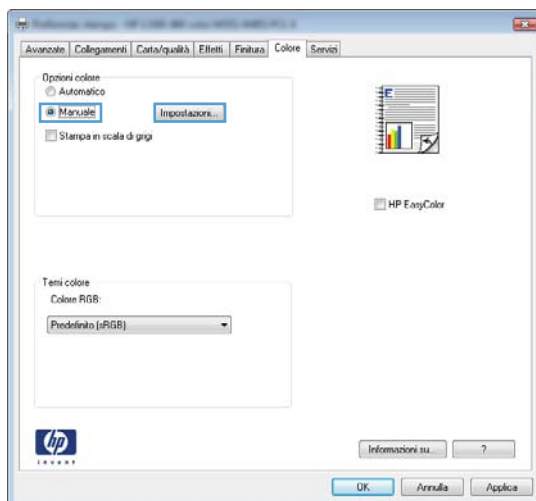 Avanzate Collegamenti Carta/qualità Effetti Finitura Colore Servizi
Opzioni colore
Automatico
Manuale Impostazioni...
Stampa in scala di grigi
E
HP EasyColor
Temi colore
Colore RGB:
Predefinito (sRGB)
hp
invent
Informazioni su... ?
OK Annulla Applica